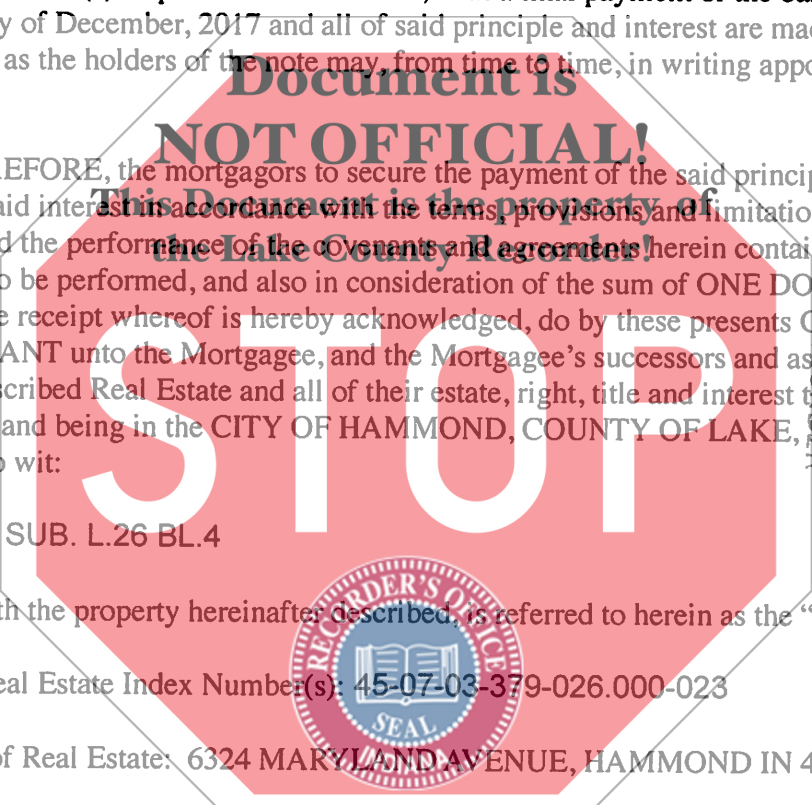 y of December, 2017 and all of said principle and interest are mad
as the holders of the note may, from time to time, in writing appo
Document is
NOT OFFICIAL!
EFORE, the mortgagors to secure the payment of the said princip
This Document is the property of
aid interest in accordance with the terms, provisions and limitatio
the Lake County Recorder!
d the performance of the covenants and agreements herein contai
o be performed, and also in consideration of the sum of ONE DO
e receipt whereof is hereby acknowledged, do by these presents C
ANT unto the Mortgagee, and the Mortgagee's successors and as
scribed Real Estate and all of their estate, right, title and interest t
and being in the CITY OF HAMMOND, COUNTY OF LAKE,
o wit:
STOP
SUB. L.26 BL.4
RECORDER'S OFFICE
th the property hereinafter described, is referred to herein as the “
eal Estate Index Number(s): 45-07-03-379-026.000-023
SEAL
of Real Estate: 6324 MARYLAND AVENUE, HAMMOND IN 4